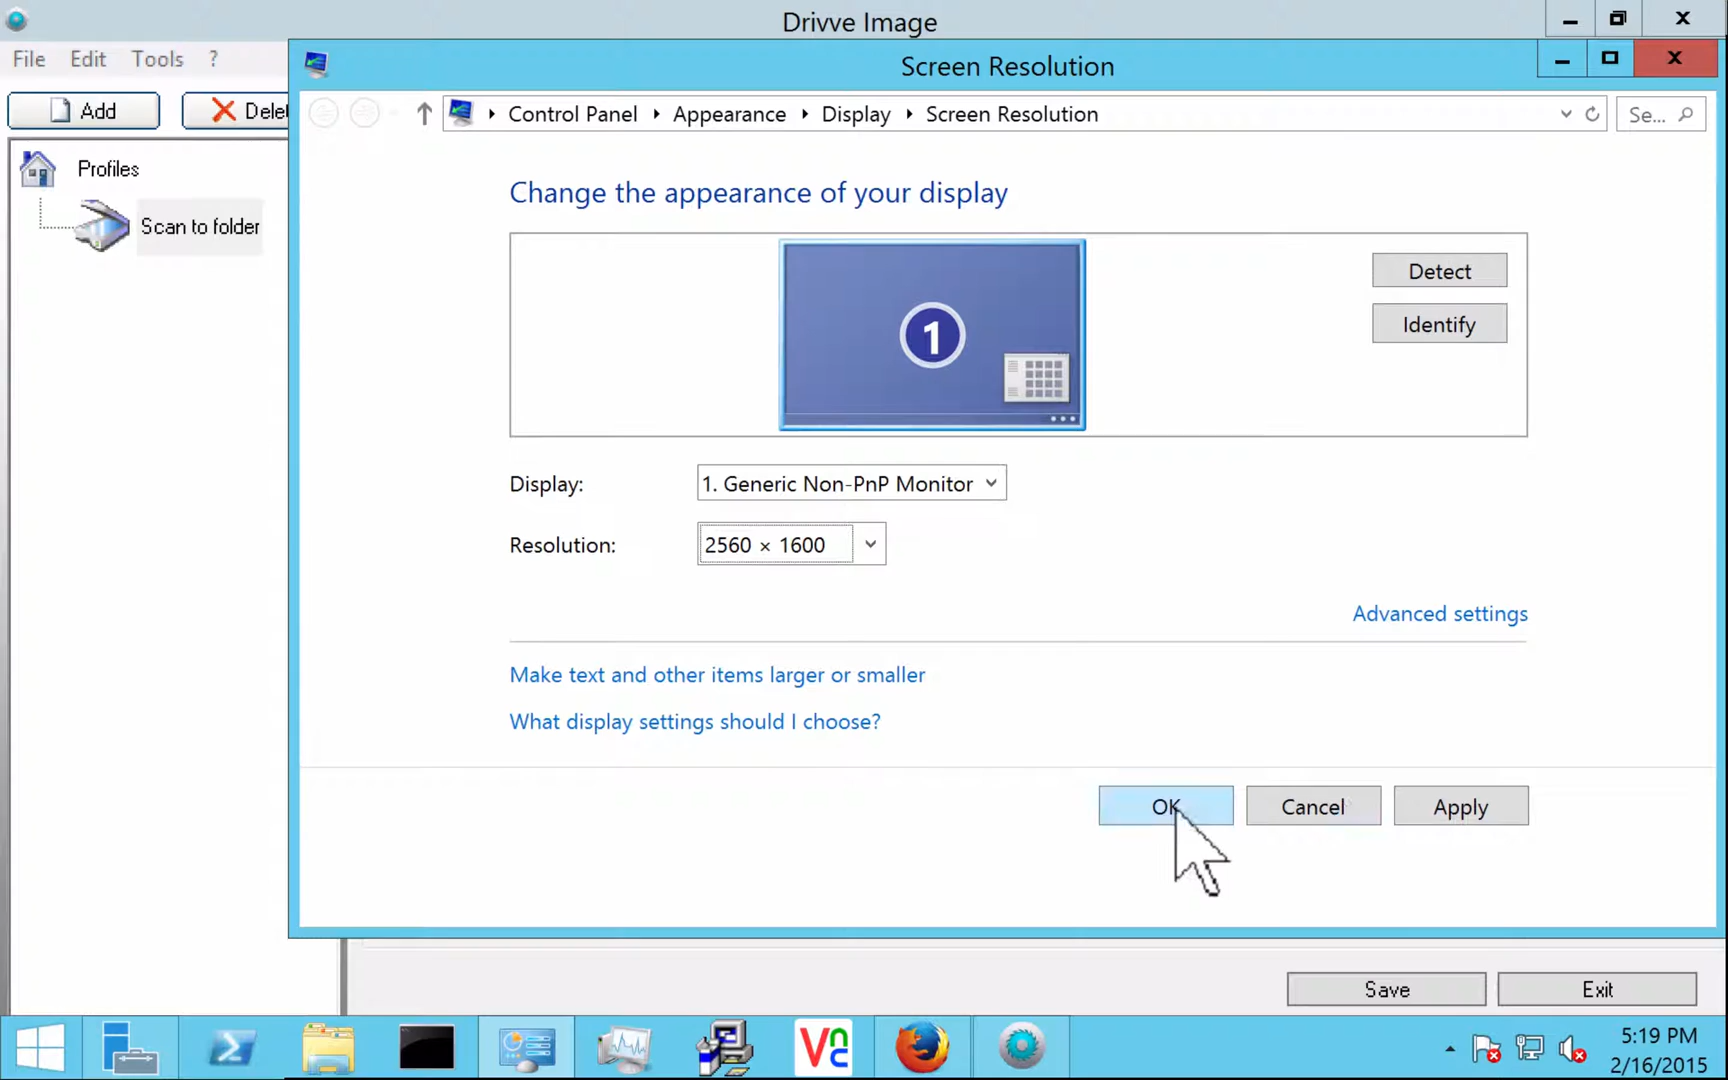 Drivve Image
File Edit Tools ?
Screen Resolution
Add
Delet
Control Panel Appearance Display Screen Resolution
Se...
Profiles
Scan to folder
Change the appearance of your display
1
Detect
Identify
Display: 1. Generic Non-PnP Monitor
Resolution: 2560 × 1600
Advanced settings
Make text and other items larger or smaller
What display settings should I choose?
OK Cancel Apply
Save Exit
VNC
5:19 PM
2/16/2015